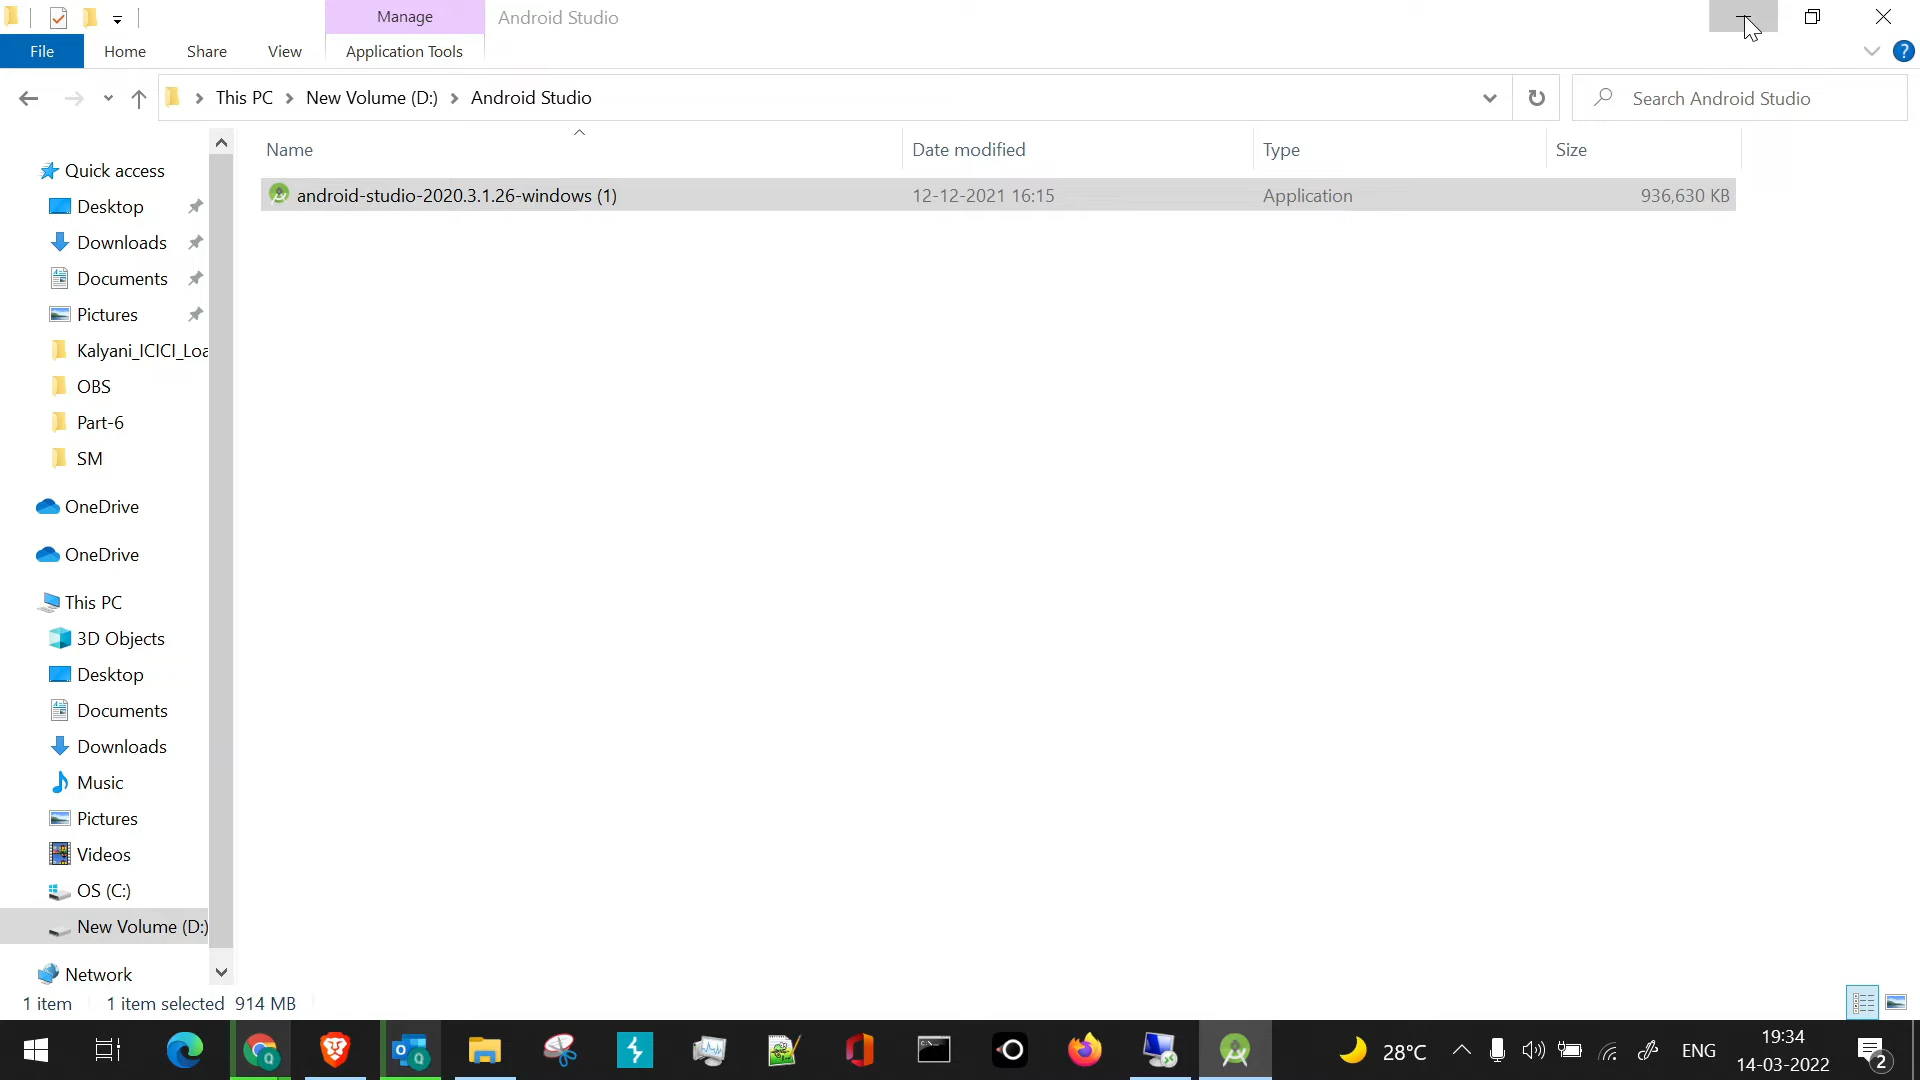 Manage
Android Studio
File
Home
Share
View
Application Tools
?
This PC
New Volume (D:)
Android Studio
Search Android Studio
Name
Date modified
Type
Size
android-studio-2020.3.1.26-windows (1)
12-12-2021 16:15
Application
936,630 KB
Quick access
Desktop
Downloads
Documents
Pictures
Kalyani_ICICI_Loa
OBS
Part-6
SM
OneDrive
OneDrive
This PC
3D Objects
Desktop
Documents
Downloads
Music
Pictures
Videos
OS (C:)
New Volume (D:)
Network
1 item
1 item selected 914 MB
28°C
ENG
19:34
14-03-2022
2